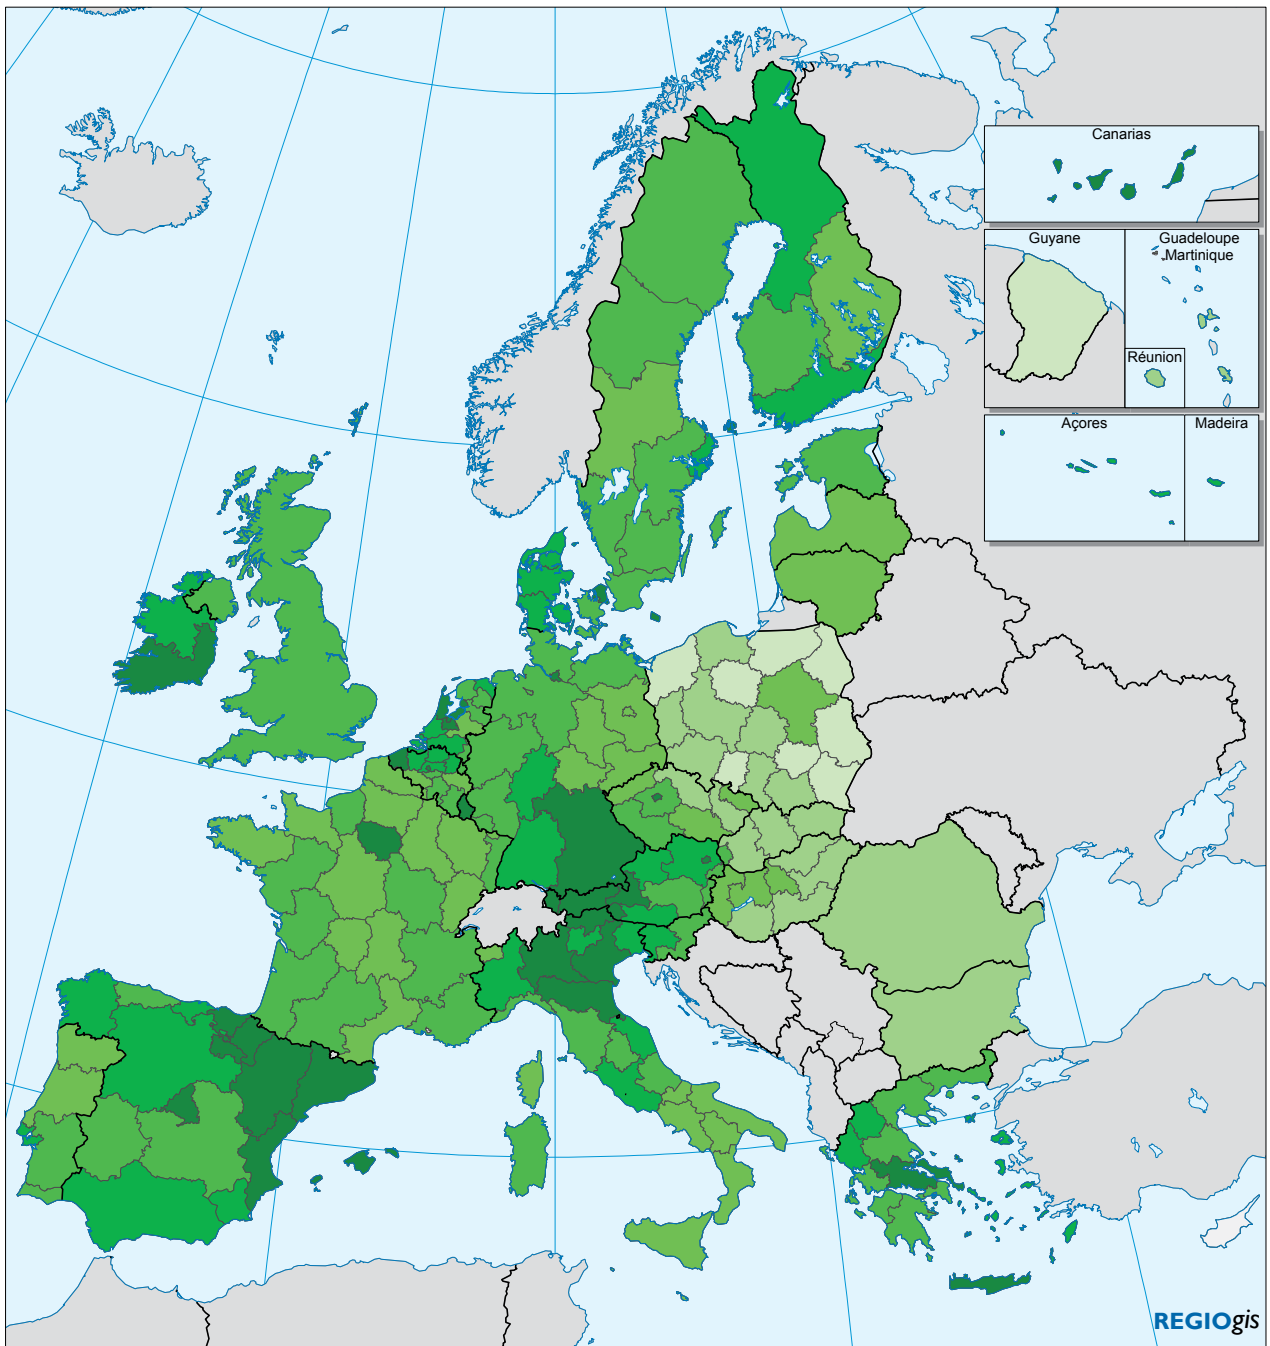 Canarias
Guyane
Guadeloupe
Martinique
Réunion
Açores
Madeira
REGIOgis